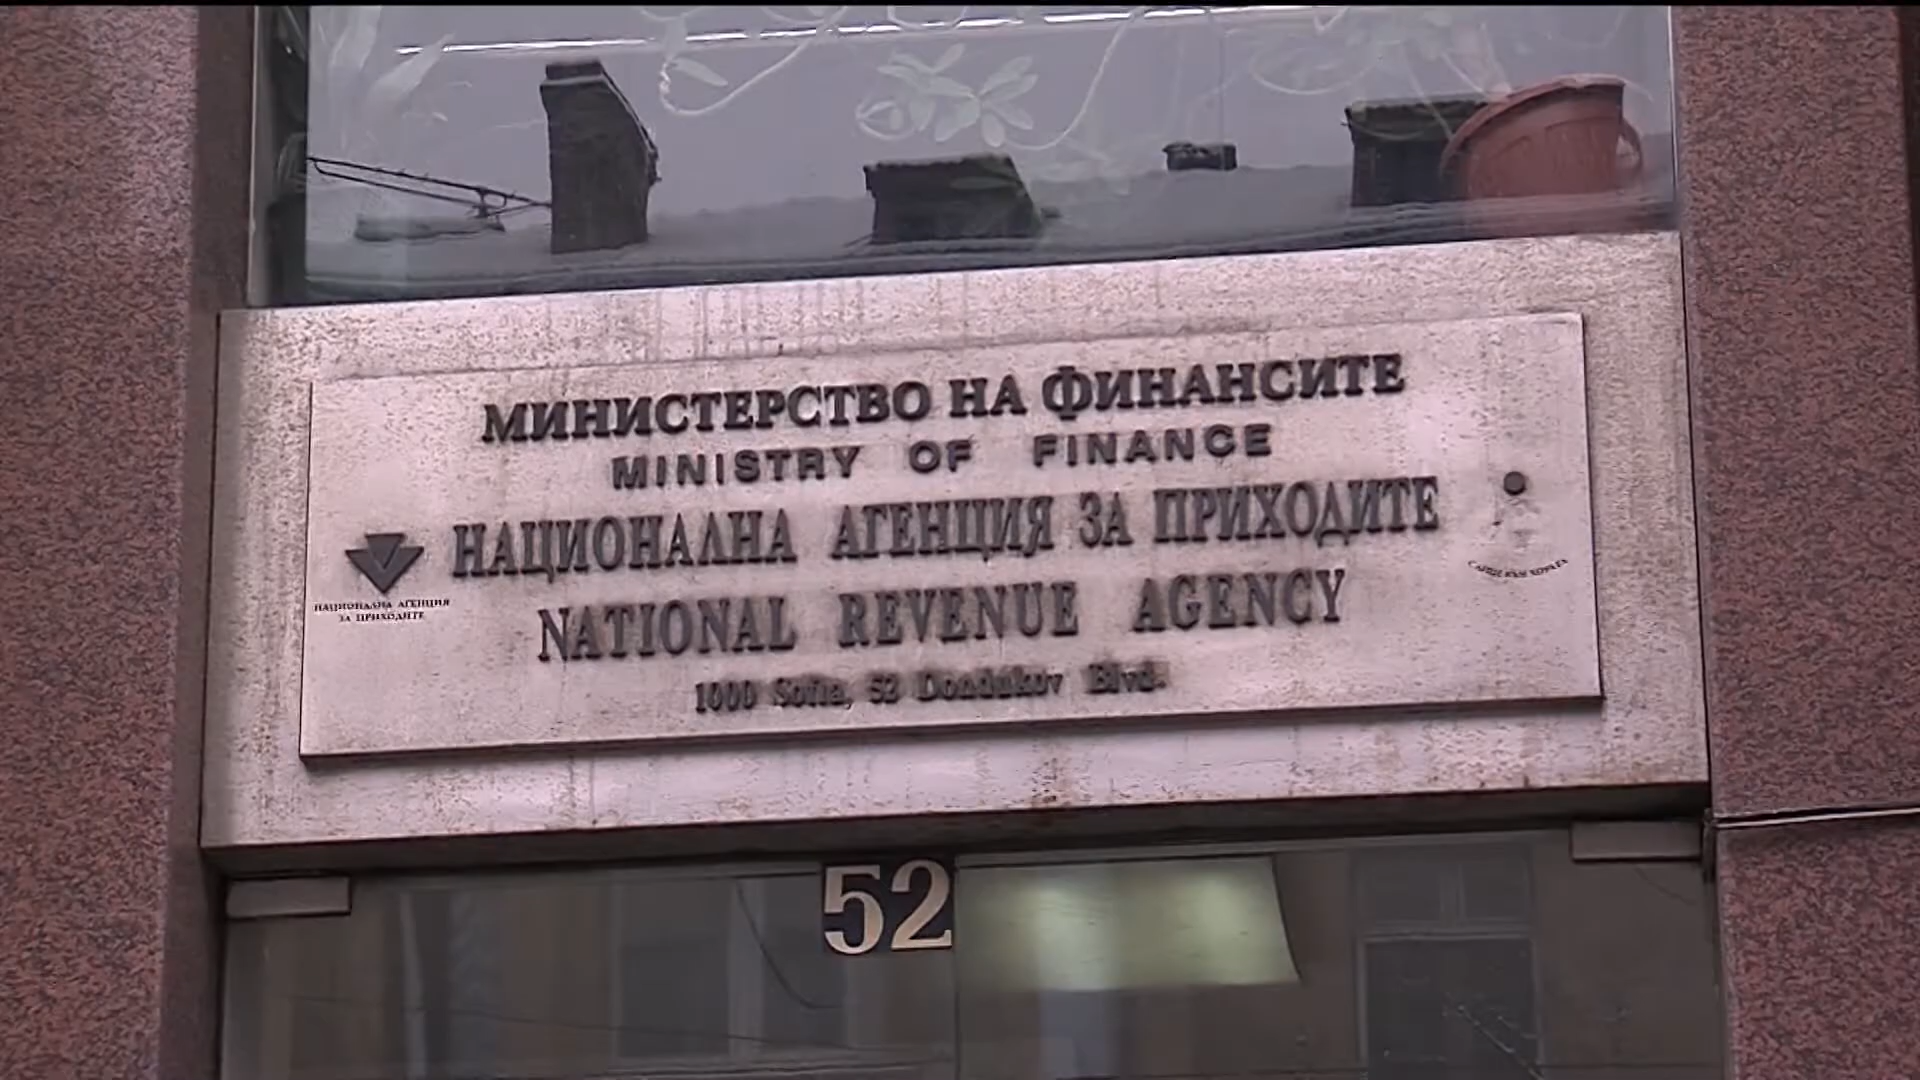 МИНИСТЕРСТВО НА ФИНАНСИТЕ
MINISTRY OF FINANCE
НАЦИОНАЛНА АГЕНЦИЯ ЗА ПРИХОДИТЕ
NATIONAL REVENUE AGENCY
1000 Sofia, 52 Dondukov Blvd.
НАЦИОНАЛНА АГЕНЦИЯ
ЗА ПРИХОДИТЕ
52